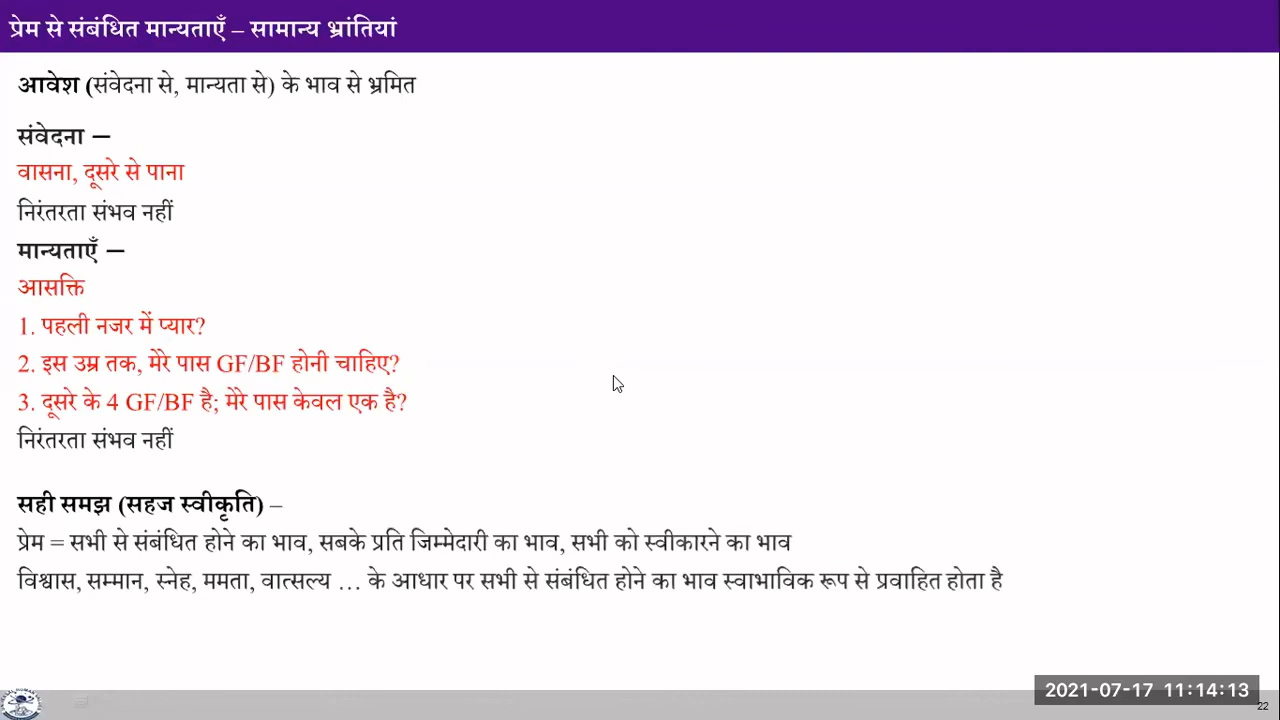 प्रेम से संबंधित मान्यताएँ – सामान्य भ्रांतियां
आवेश (संवेदना से, मान्यता से) के भाव से भ्रमित
संवेदना –
वासना, दूसरे से पाना
निरंतरता संभव नहीं
मान्यताएँ –
आसक्ति
1. पहली नजर में प्यार?
2. इस उम्र तक, मेरे पास GF/BF होनी चाहिए?
3. दूसरे के 4 GF/BF है; मेरे पास केवल एक है?
निरंतरता संभव नहीं
सही समझ (सहज स्वीकृति) –
प्रेम = सभी से संबंधित होने का भाव, सबके प्रति जिम्मेदारी का भाव, सभी को स्वीकारने का भाव
विश्वास, सम्मान, स्नेह, ममता, वात्सल्य … के आधार पर सभी से संबंधित होने का भाव स्वाभाविक रूप से प्रवाहित होता है
2021-07-17 11:14:13
22